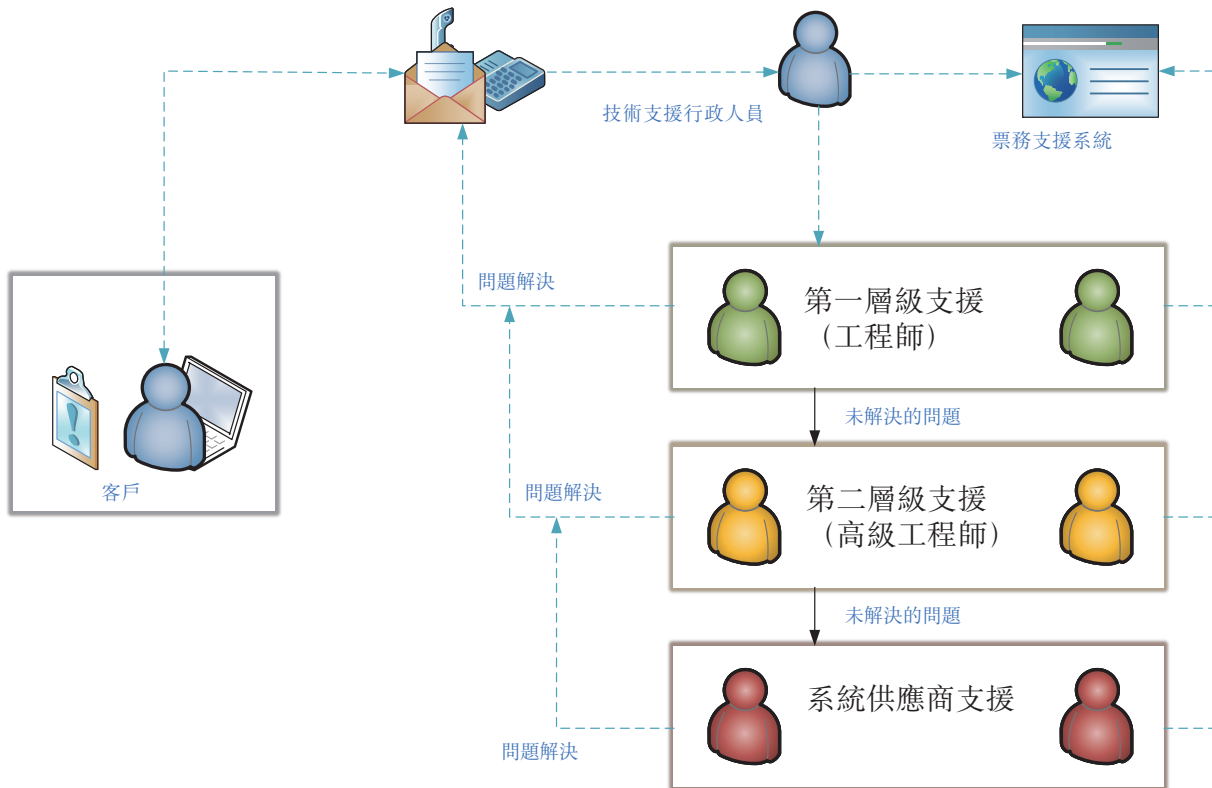 技術支援行政人員
票務支援系統
問題解決
第一層級支援
（工程師）
客戶
未解決的問題
問題解決
第二層級支援
（高級工程師）
未解決的問題
系統供應商支援
問題解決